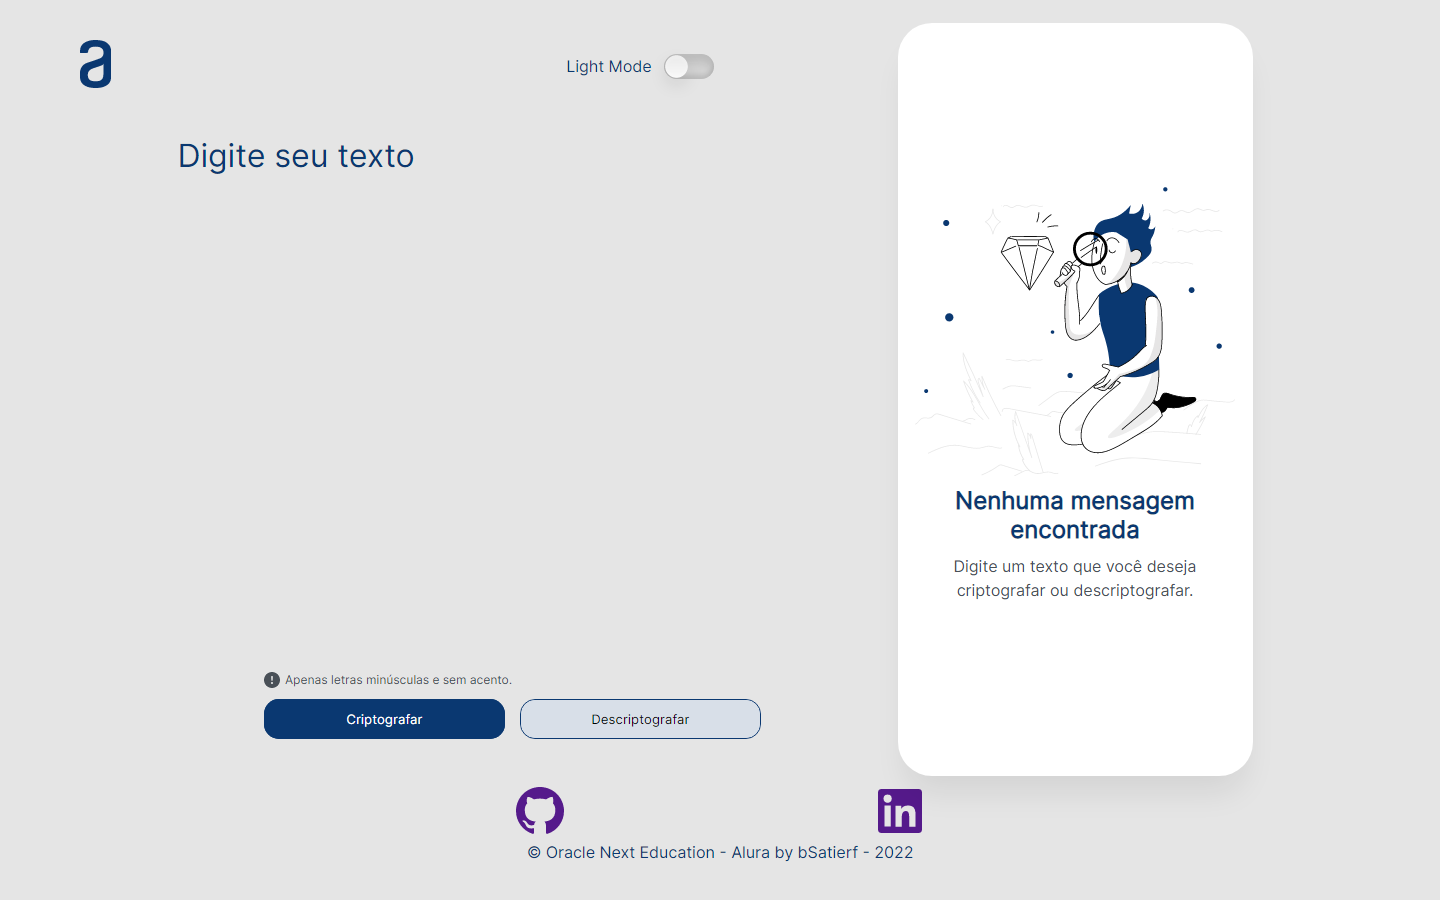 a
Light Mode
Digite seu texto
Nenhuma mensagem
encontrada
Digite um texto que você deseja
criptografar ou descriptografar.
Apenas letras minúsculas e sem acento.
Criptografar
Descriptografar
in
© Oracle Next Education - Alura by bSatierf - 2022